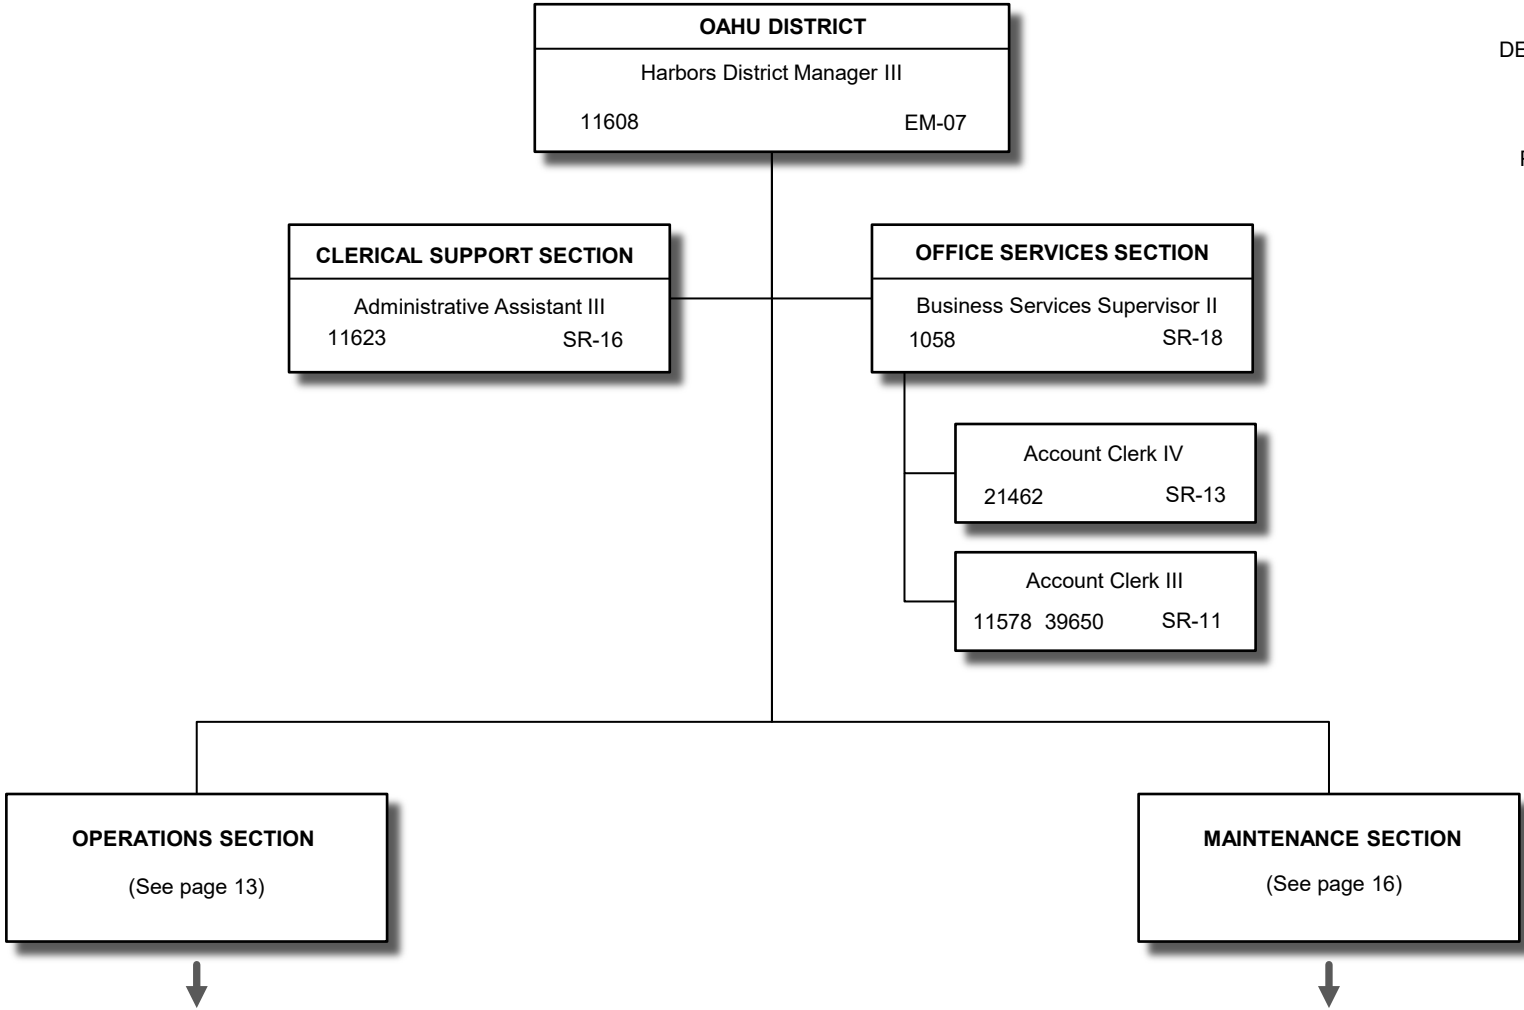 OAHU DISTRICT
Harbors District Manager III
11608 EM-07
CLERICAL SUPPORT SECTION
Administrative Assistant III
11623 SR-16
OFFICE SERVICES SECTION
Business Services Supervisor II
1058 SR-18
Account Clerk IV
21462 SR-13
Account Clerk III
11578 39650 SR-11
OPERATIONS SECTION
(See page 13)
MAINTENANCE SECTION
(See page 16)
DE